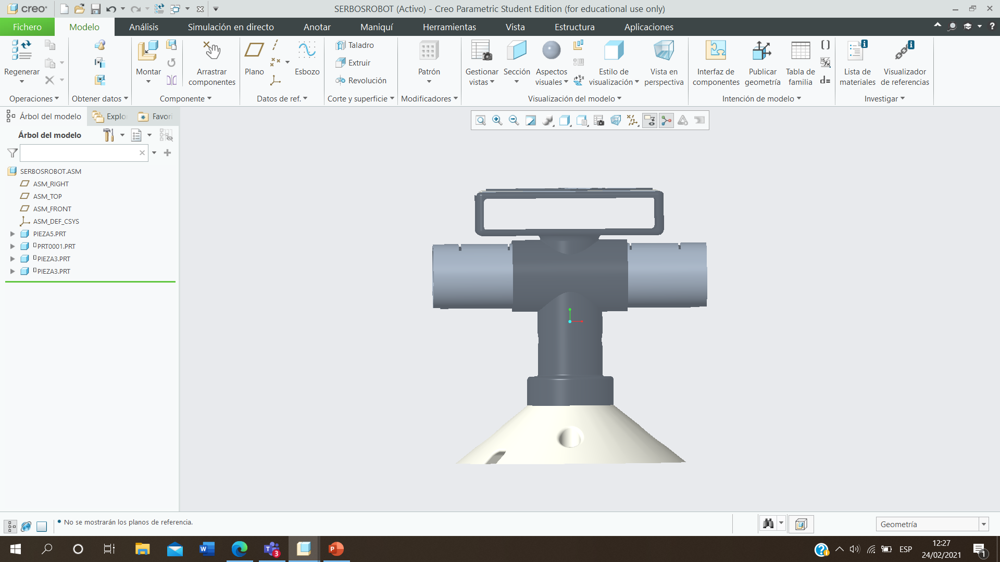 creo
SERBOSROBOT (Activo) - Creo Parametric Student Edition (for educational use only)
Fichero Modelo Análisis Simulación en directo Anotar Maniquí Herramientas Vista Estructura Aplicaciones
Regenerar
Montar
Arrastrar
componentes
Plano
Esbozo
Taladro
Extruir
Revolución
Patrón
Gestionar
vistas
Sección
Aspectos
visuales
Estilo de
visualización
Vista en
perspectiva
Interfaz de
componentes
Publicar
geometría
Tabla de
familia
d=
Lista de
materiales
Visualizador
de referencias
Operaciones Obtener datos Componente Datos de ref. Corte y superficie Modificadores Visualización del modelo Intención de modelo Investigar
Árbol del modelo Explo Favori
Árbol del modelo
SERBOSROBOT.ASM
ASM_RIGHT
ASM_TOP
ASM_FRONT
ASM_DEF_CSYS
PIEZA5.PRT
PRT0001.PRT
PIEZA3.PRT
PIEZA3.PRT
No se mostrarán los planos de referencia.
Geometría
3
ESP
12:27
24/02/2021
1